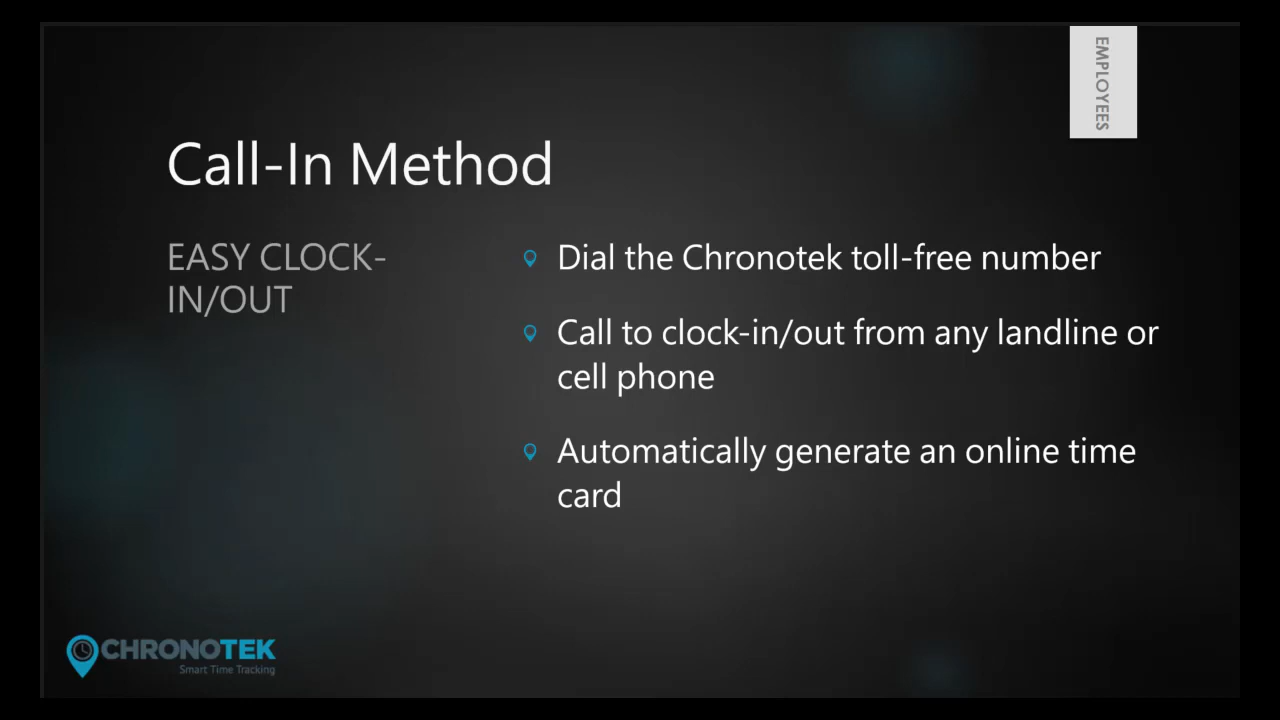 EMPLOYEES
Call-In Method
EASY CLOCK-
IN/OUT
Dial the Chronotek toll-free number
Call to clock-in/out from any landline or
cell phone
Automatically generate an online time
card
CHRONOTEK
Smart Time Tracking